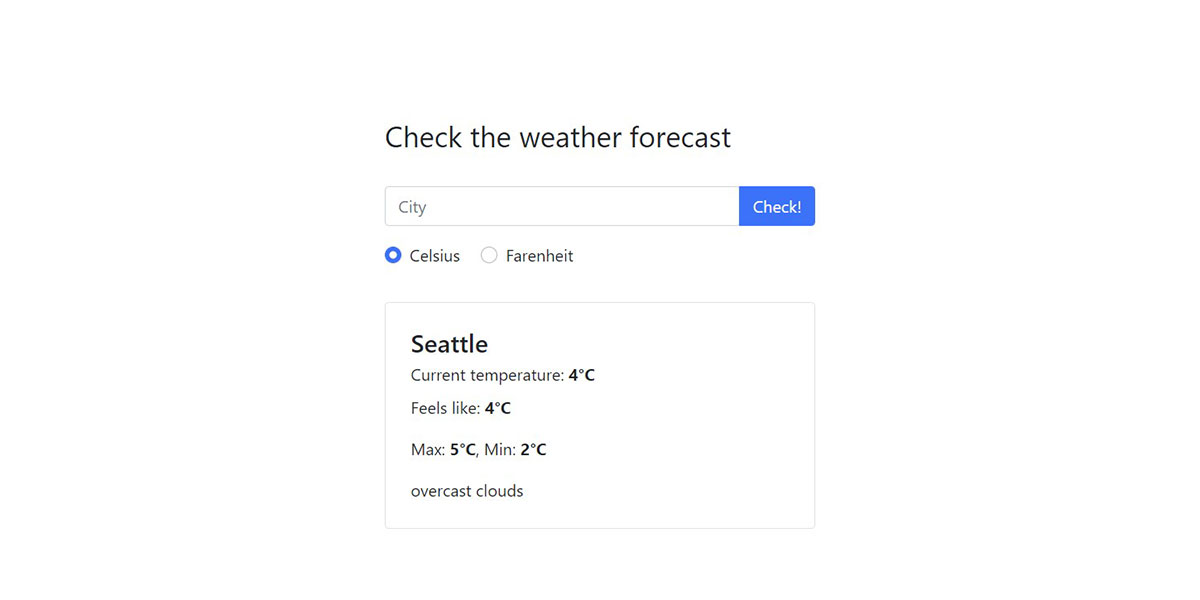 Check the weather forecast
City
Check!
Celsius
Farenheit
Seattle
Current temperature: 4°C
Feels like: 4°C
Max: 5°C, Min: 2°C
overcast clouds